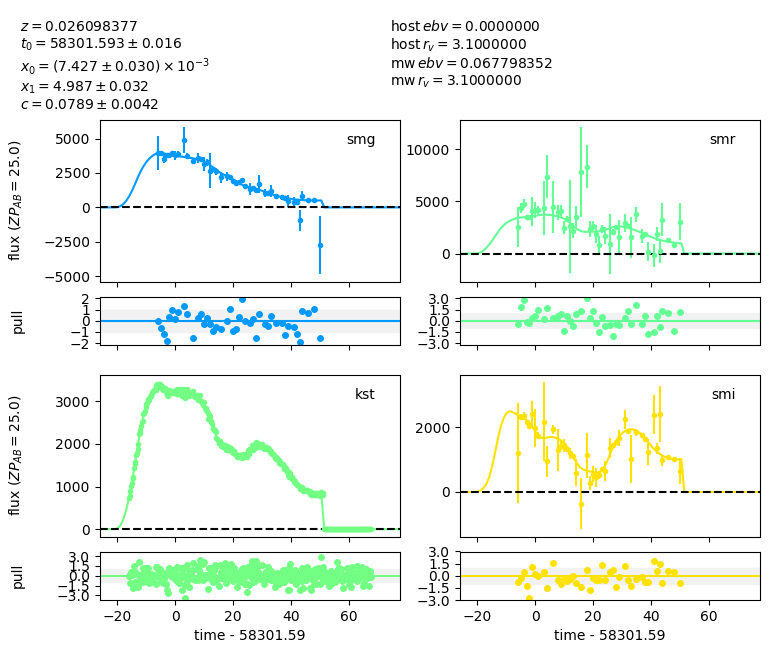 z = 0.026098377
t₀ = 58301.593 ± 0.016
x₀ = (7.427 ± 0.030) × 10⁻³
x₁ = 4.987 ± 0.032
c = 0.0789 ± 0.0042
host ebv = 0.0000000
host r_v = 3.1000000
mw ebv = 0.067798352
mw r_v = 3.1000000
smg
5000
2500
0
−2500
−5000
flux (ZP_AB = 25.0)
smr
10000
5000
0
2
1
0
−1
−2
pull
3.0
1.5
0.0
−1.5
−3.0
kst
3000
2000
1000
0
flux (ZP_AB = 25.0)
smi
2000
0
3.0
1.5
0.0
−1.5
−3.0
pull
−20 0 20 40 60
time - 58301.59
3.0
1.5
0.0
−1.5
−3.0
−20 0 20 40 60
time - 58301.59